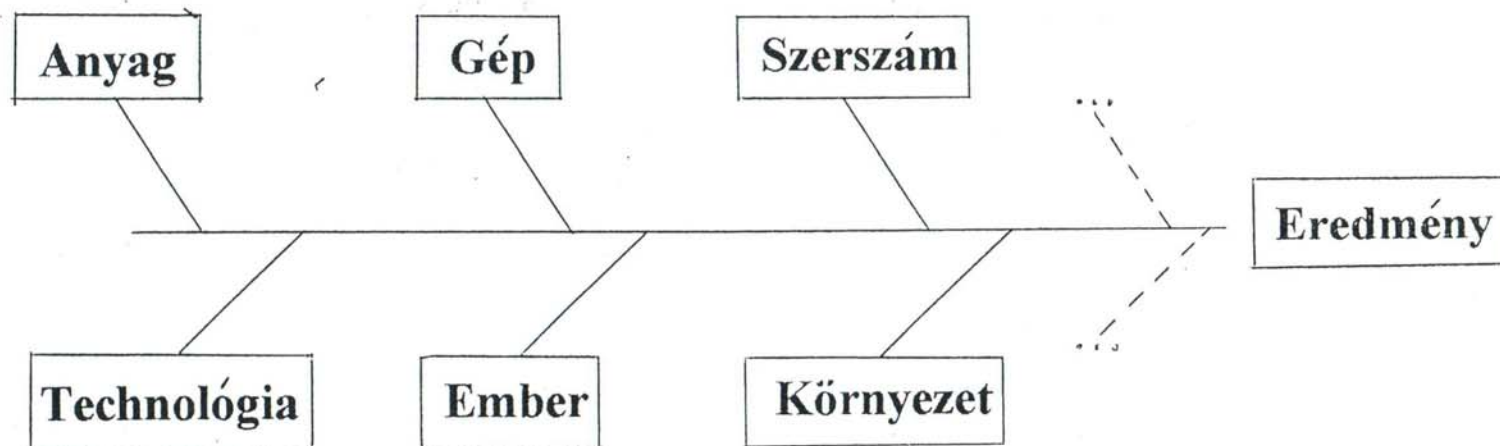 Anyag
Gép
Szerszám
...
Eredmény
Technológia
Ember
Környezet
...